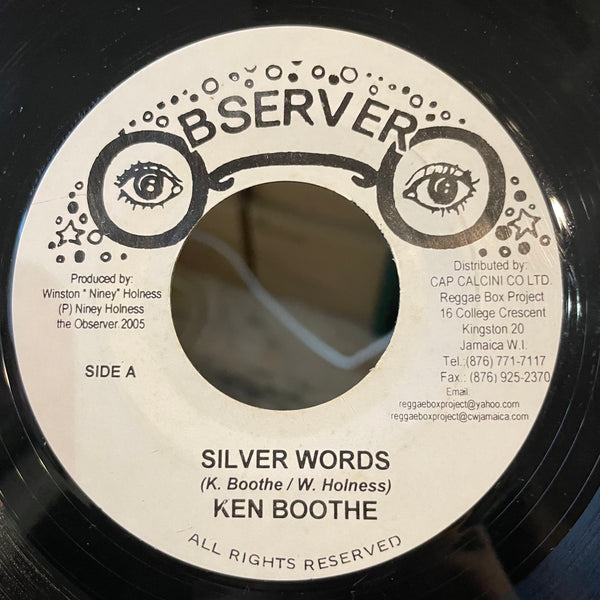 OBSERVER
Produced by:
Winston " Niney" Holness
(P) Niney Holness
the Observer 2005
SIDE A
Distributed by:
CAP CALCINI CO LTD.
Reggae Box Project
16 College Crescent
Kingston 20
Jamaica W.I.
Tel.:(876) 771-7117
Fax.: (876) 925-2370
Email:
reggaeboxproject@yahoo.com
reggaeboxproject@cwjamaica.com
SILVER WORDS
(K. Boothe / W. Holness)
KEN BOOTHE
ALL RIGHTS RESERVED